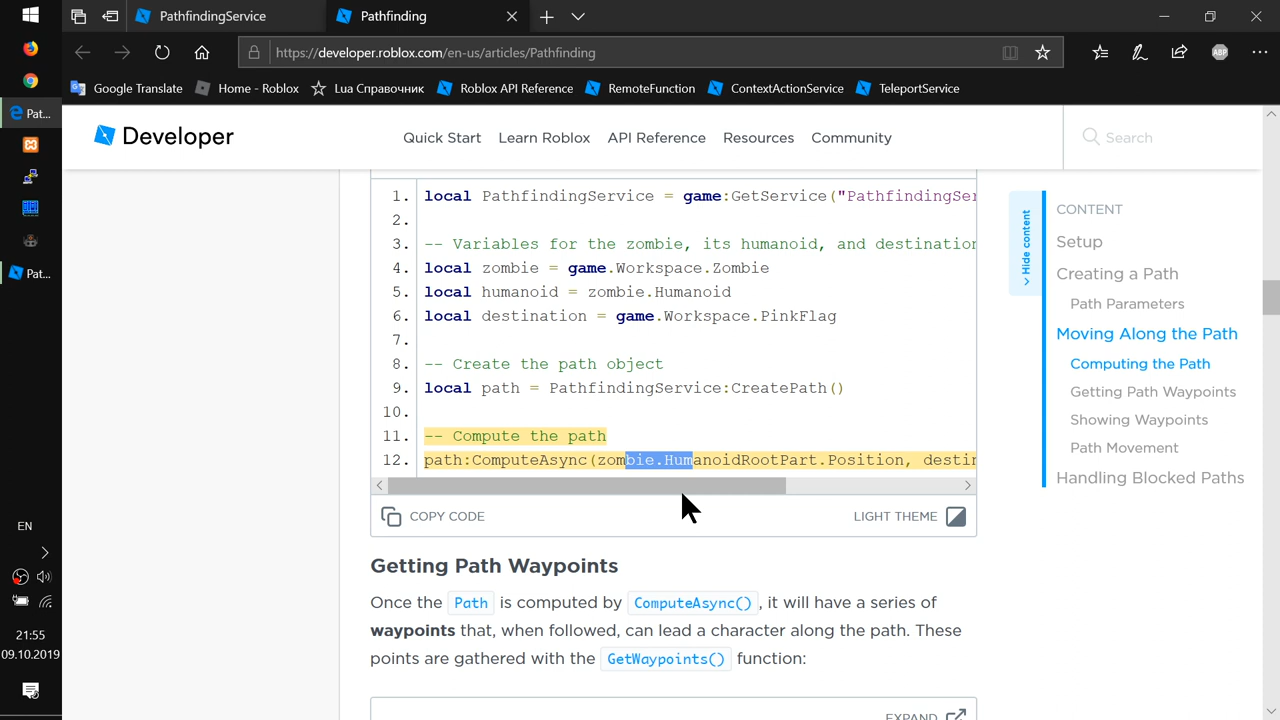 PathfindingService
Pathfinding
https://developer.roblox.com/en-us/articles/Pathfinding
ABP
Google Translate
Home - Roblox
Lua Справочник
Roblox API Reference
RemoteFunction
ContextActionService
TeleportService
Pat...
Pat...
EN
21:55
09.10.2019
Developer
Quick Start
Learn Roblox
API Reference
Resources
Community
Search
1. local PathfindingService = game:GetService("PathfindingSer
2.
3. -- Variables for the zombie, its humanoid, and destination
4. local zombie = game.Workspace.Zombie
5. local humanoid = zombie.Humanoid
6. local destination = game.Workspace.PinkFlag
7.
8. -- Create the path object
9. local path = PathfindingService:CreatePath()
10.
11. -- Compute the path
12. path:ComputeAsync(zombie.HumanoidRootPart.Position, destin
COPY CODE
LIGHT THEME
Getting Path Waypoints
Once the Path is computed by ComputeAsync(), it will have a series of
waypoints that, when followed, can lead a character along the path. These
points are gathered with the GetWaypoints() function:
EXPAND
Hide content
CONTENT
Setup
Creating a Path
Path Parameters
Moving Along the Path
Computing the Path
Getting Path Waypoints
Showing Waypoints
Path Movement
Handling Blocked Paths